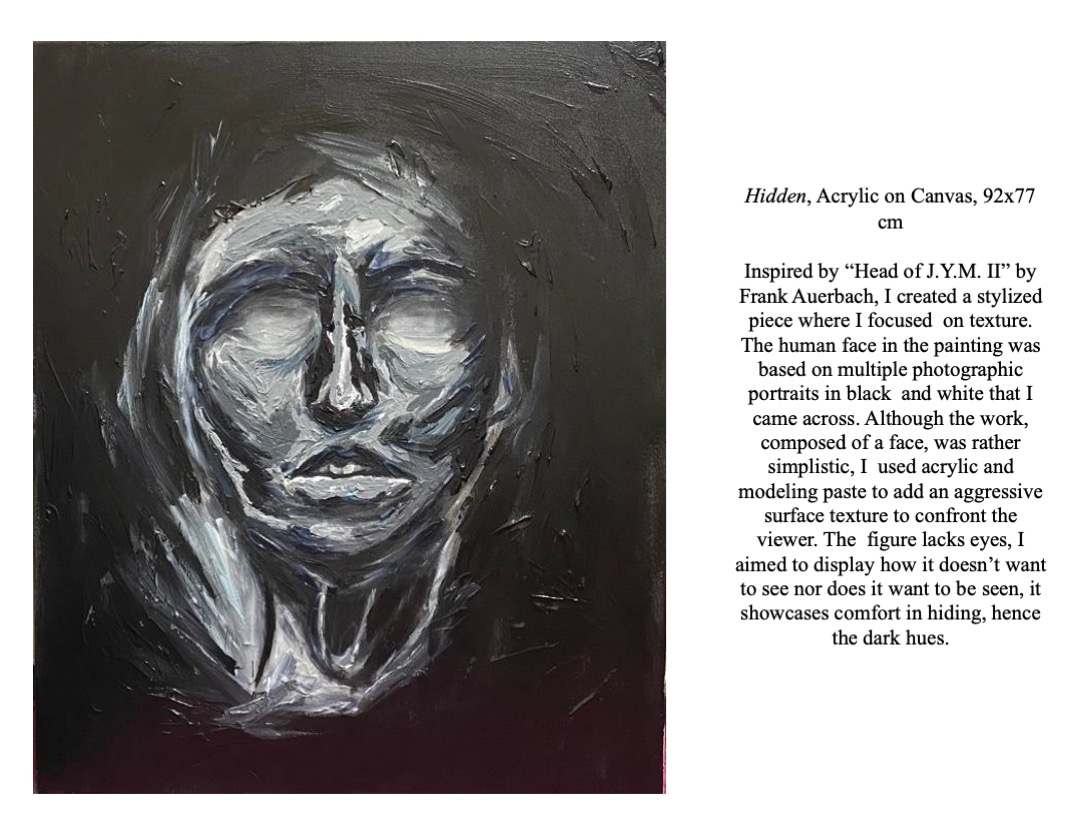 Hidden, Acrylic on Canvas, 92x77
cm
Inspired by “Head of J.Y.M. II” by
Frank Auerbach, I created a stylized
piece where I focused  on texture.
The human face in the painting was
based on multiple photographic
portraits in black  and white that I
came across. Although the work,
composed of a face, was rather
simplistic, I  used acrylic and
modeling paste to add an aggressive
surface texture to confront the
viewer. The  figure lacks eyes, I
aimed to display how it doesn’t want
to see nor does it want to be seen, it
showcases comfort in hiding, hence
the dark hues.